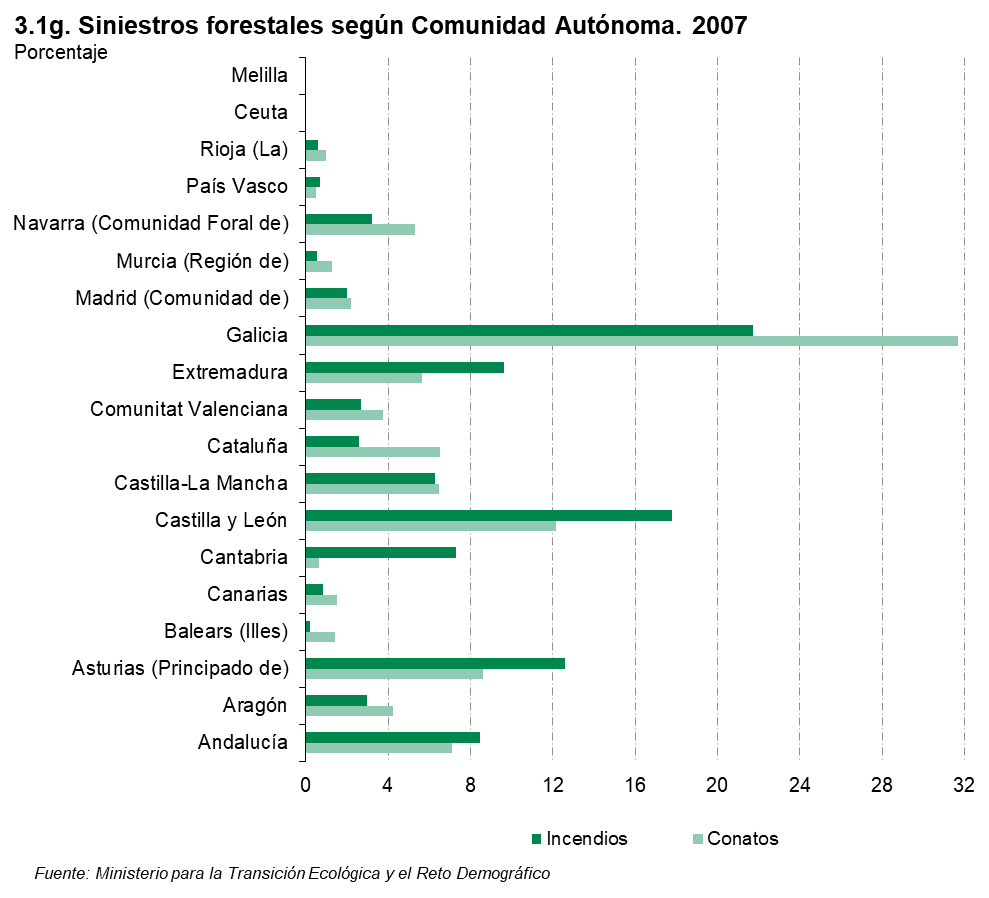 3.1g. Siniestros forestales según Comunidad Autónoma. 2007
Porcentaje
Melilla
Ceuta
Rioja (La)
País Vasco
Navarra (Comunidad Foral de)
Murcia (Región de)
Madrid (Comunidad de)
Galicia
Extremadura
Comunitat Valenciana
Cataluña
Castilla-La Mancha
Castilla y León
Cantabria
Canarias
Balears (Illes)
Asturias (Principado de)
Aragón
Andalucía
0 4 8 12 16 20 24 28 32
Incendios Conatos
Fuente: Ministerio para la Transición Ecológica y el Reto Demográfico